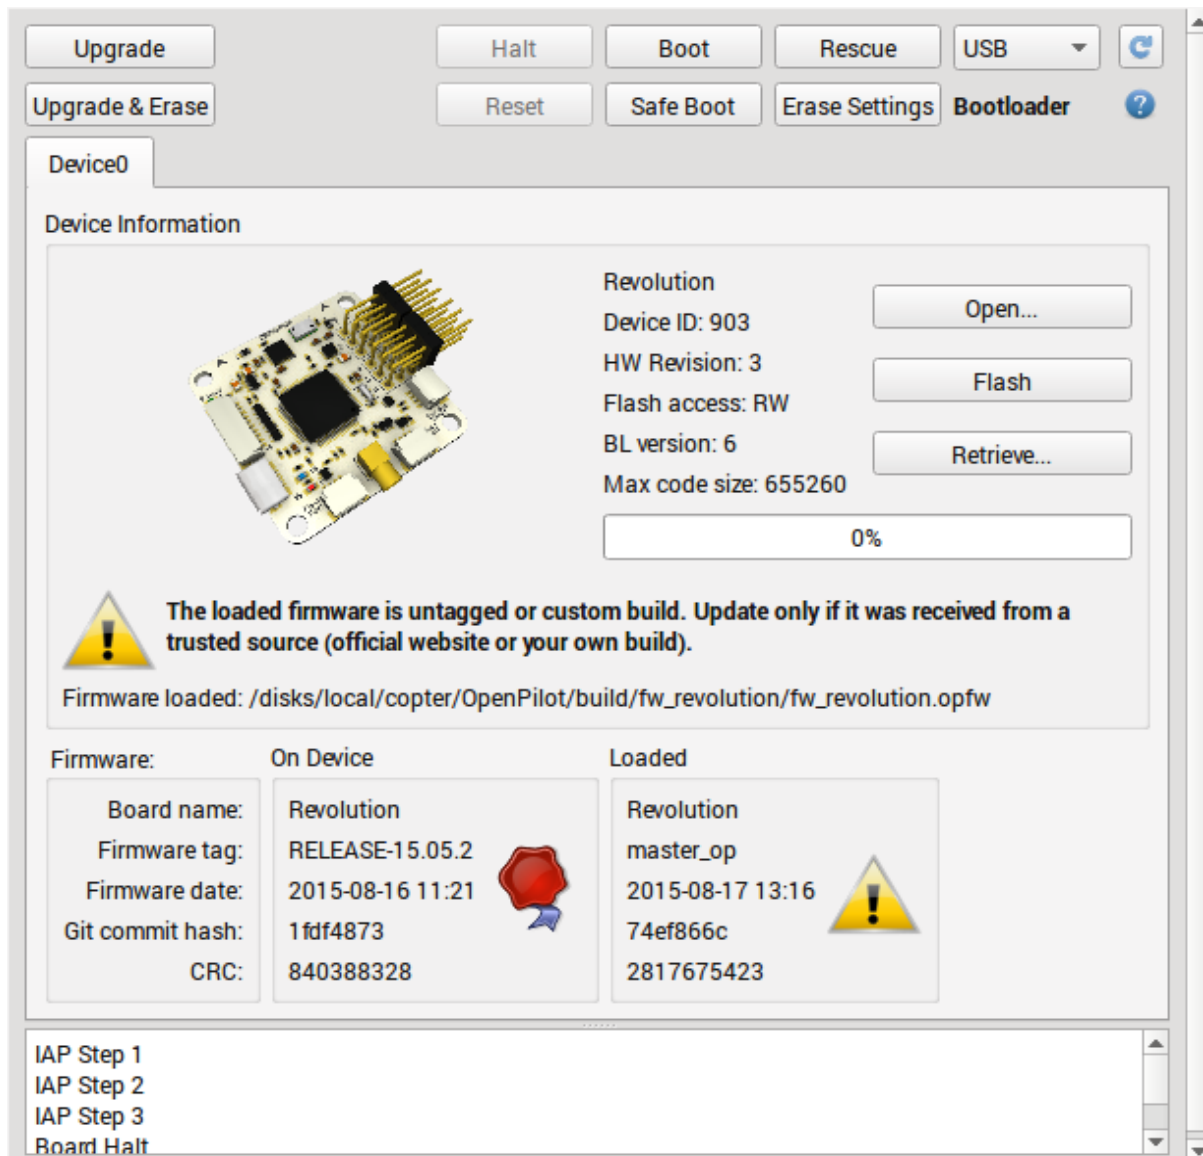 Upgrade Halt Boot Rescue USB
Upgrade & Erase Reset Safe Boot Erase Settings Bootloader
Device0
Device Information
Revolution
Device ID: 903
HW Revision: 3
Flash access: RW
BL version: 6
Max code size: 655260
Open...
Flash
Retrieve...
0%
The loaded firmware is untagged or custom build. Update only if it was received from a
trusted source (official website or your own build).
Firmware loaded: /disks/local/copter/OpenPilot/build/fw_revolution/fw_revolution.opfw
Firmware: On Device Loaded
Board name: Revolution Revolution
Firmware tag: RELEASE-15.05.2 master_op
Firmware date: 2015-08-16 11:21 2015-08-17 13:16
Git commit hash: 1fdf4873 74ef866c
CRC: 840388328 2817675423
IAP Step 1
IAP Step 2
IAP Step 3
Board Halt